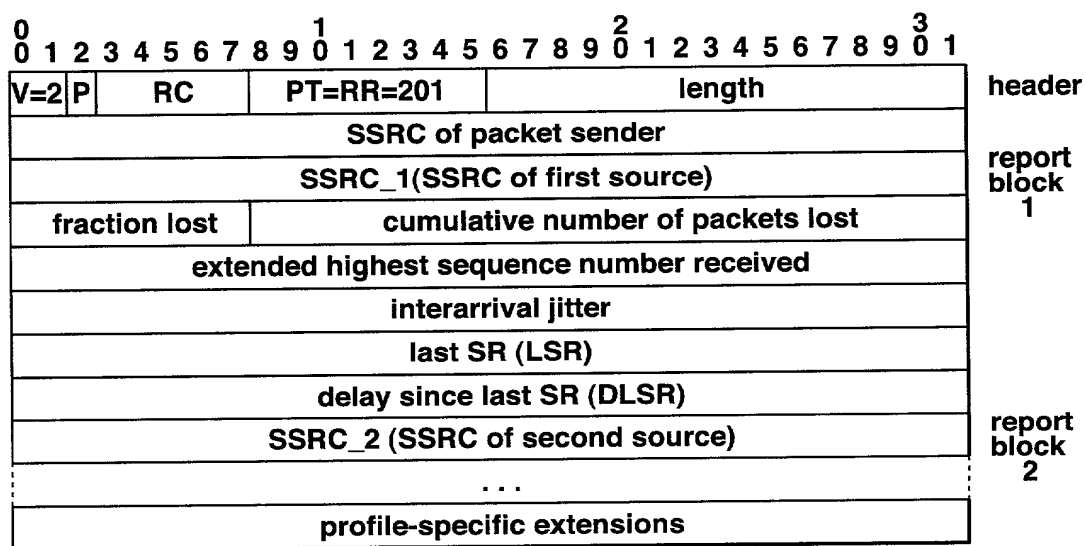 0 1 2 3
0 1 2 3 4 5 6 7 8 9 0 1 2 3 4 5 6 7 8 9 0 1 2 3 4 5 6 7 8 9 0 1
V=2 P RC PT=RR=201 length header
SSRC of packet sender
SSRC_1(SSRC of first source) report block 1
fraction lost cumulative number of packets lost
extended highest sequence number received
interarrival jitter
last SR (LSR)
delay since last SR (DLSR)
SSRC_2 (SSRC of second source) report block 2
. . .
profile-specific extensions